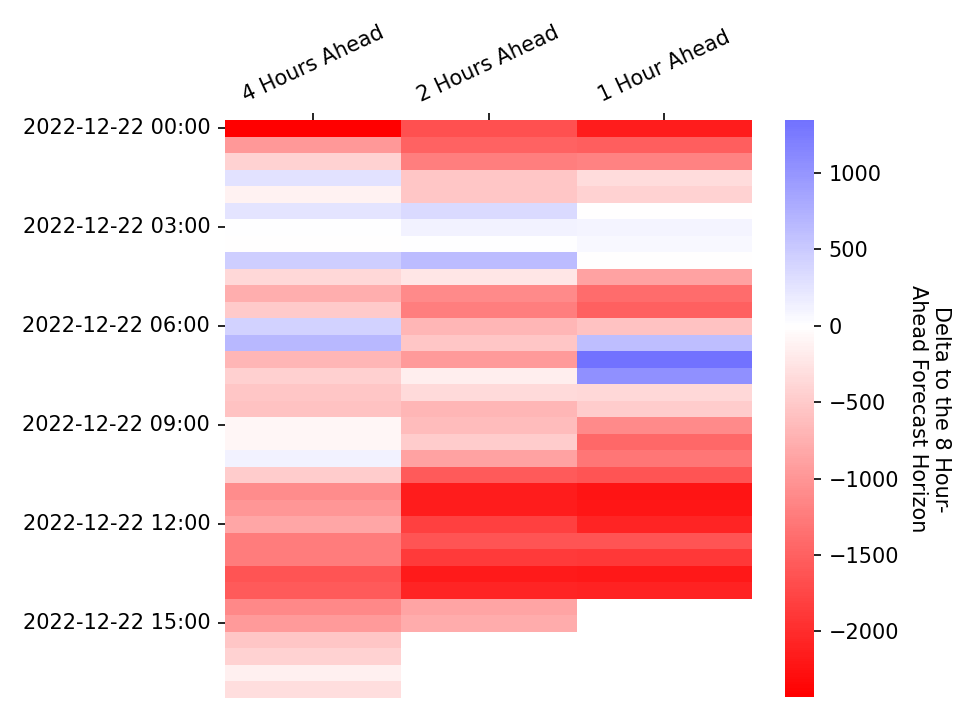 4 Hours Ahead
2 Hours Ahead
1 Hour Ahead
2022-12-22 00:00
2022-12-22 03:00
2022-12-22 06:00
2022-12-22 09:00
2022-12-22 12:00
2022-12-22 15:00
1000
500
0
−500
−1000
−1500
−2000
Delta to the 8 Hour-
Ahead Forecast Horizon